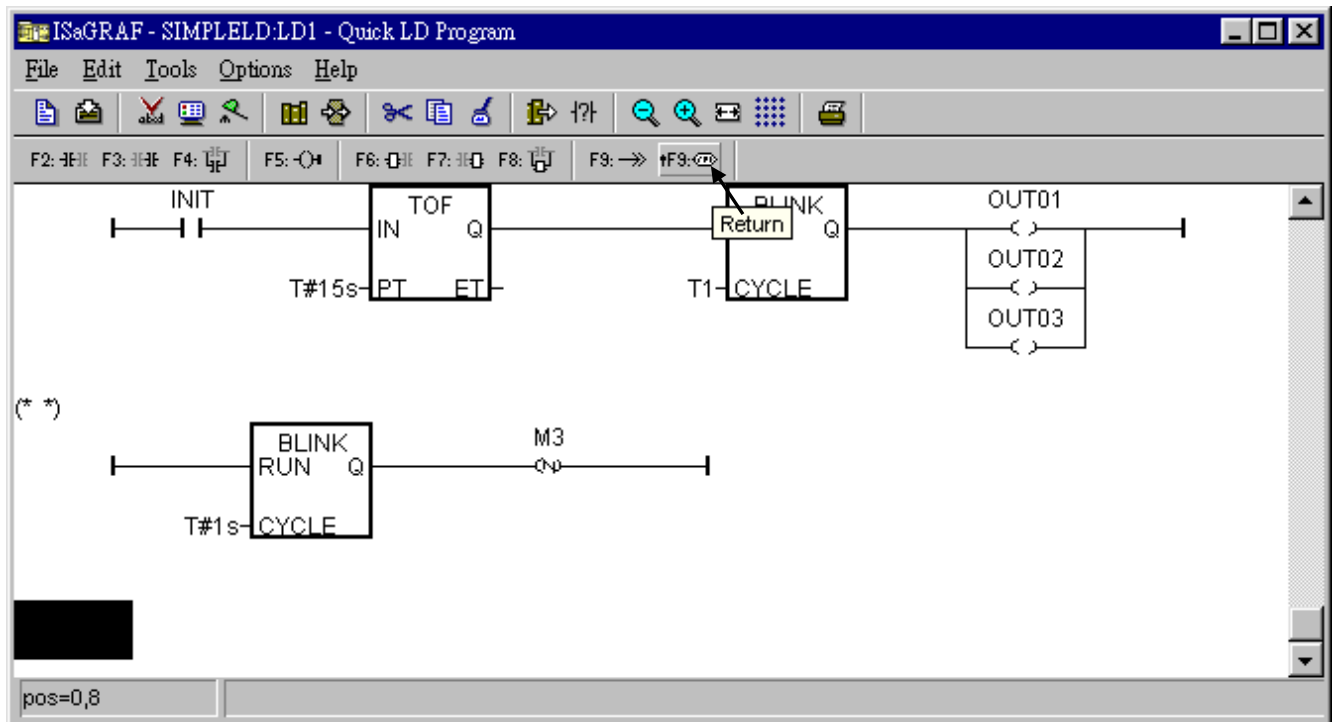 ISaGRAF - SIMPLELD:LD1 - Quick LD Program
File Edit Tools Options Help
F2: F3: F4: F5: F6: F7: F8: F9: F9:
INIT TOF BLINK OUT01
IN Q Return Q
OUT02
T#15s PT ET T1 CYCLE
OUT03
(* *)
BLINK M3
RUN Q N
T#1s CYCLE
pos=0,8